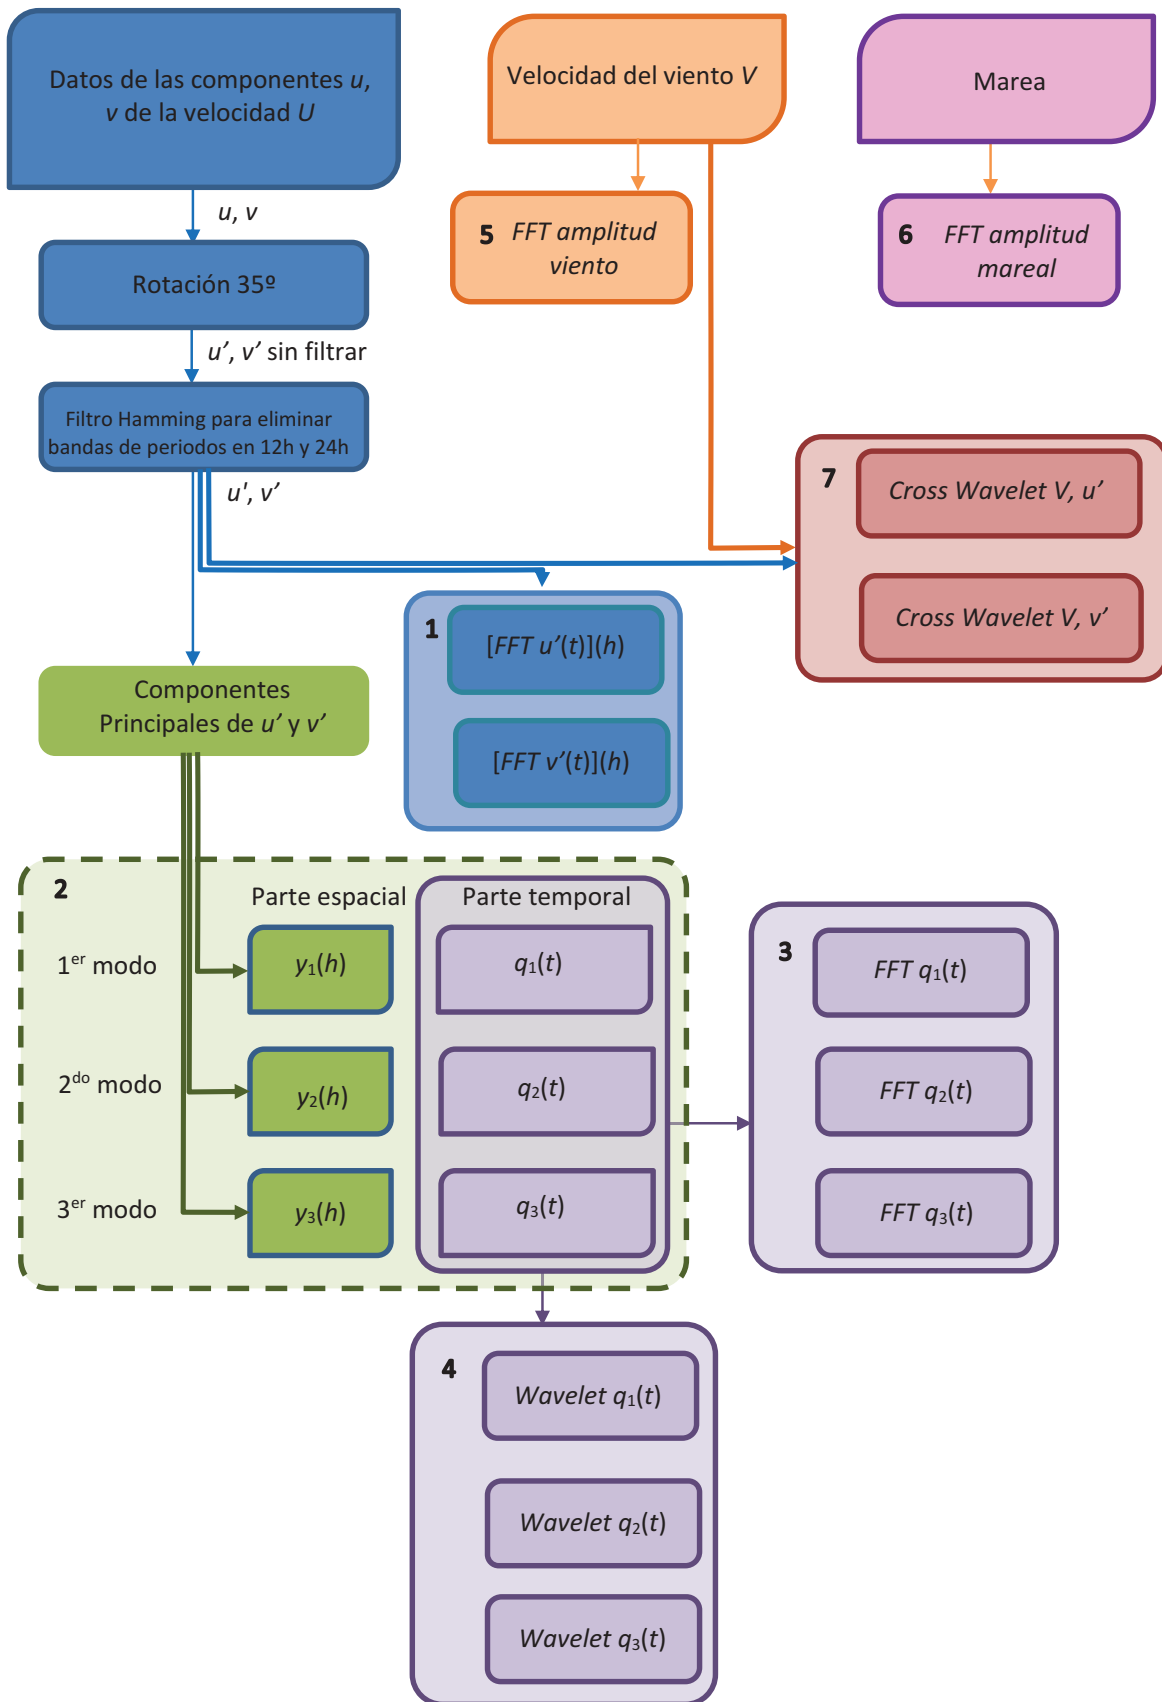 Datos de las componentes u,
v de la velocidad U
Velocidad del viento V
Marea
u, v
5 FFT amplitud
viento
6 FFT amplitud
mareal
Rotación 35º
u’, v’ sin filtrar
Filtro Hamming para eliminar
bandas de periodos en 12h y 24h
u', v’
7
Cross Wavelet V, u’
Cross Wavelet V, v’
1
[FFT u’(t)](h)
[FFT v’(t)](h)
Componentes
Principales de u’ y v’
2
Parte espacial
Parte temporal
1er modo
y1(h)
q1(t)
2do modo
y2(h)
q2(t)
3er modo
y3(h)
q3(t)
3
FFT q1(t)
FFT q2(t)
FFT q3(t)
4
Wavelet q1(t)
Wavelet q2(t)
Wavelet q3(t)